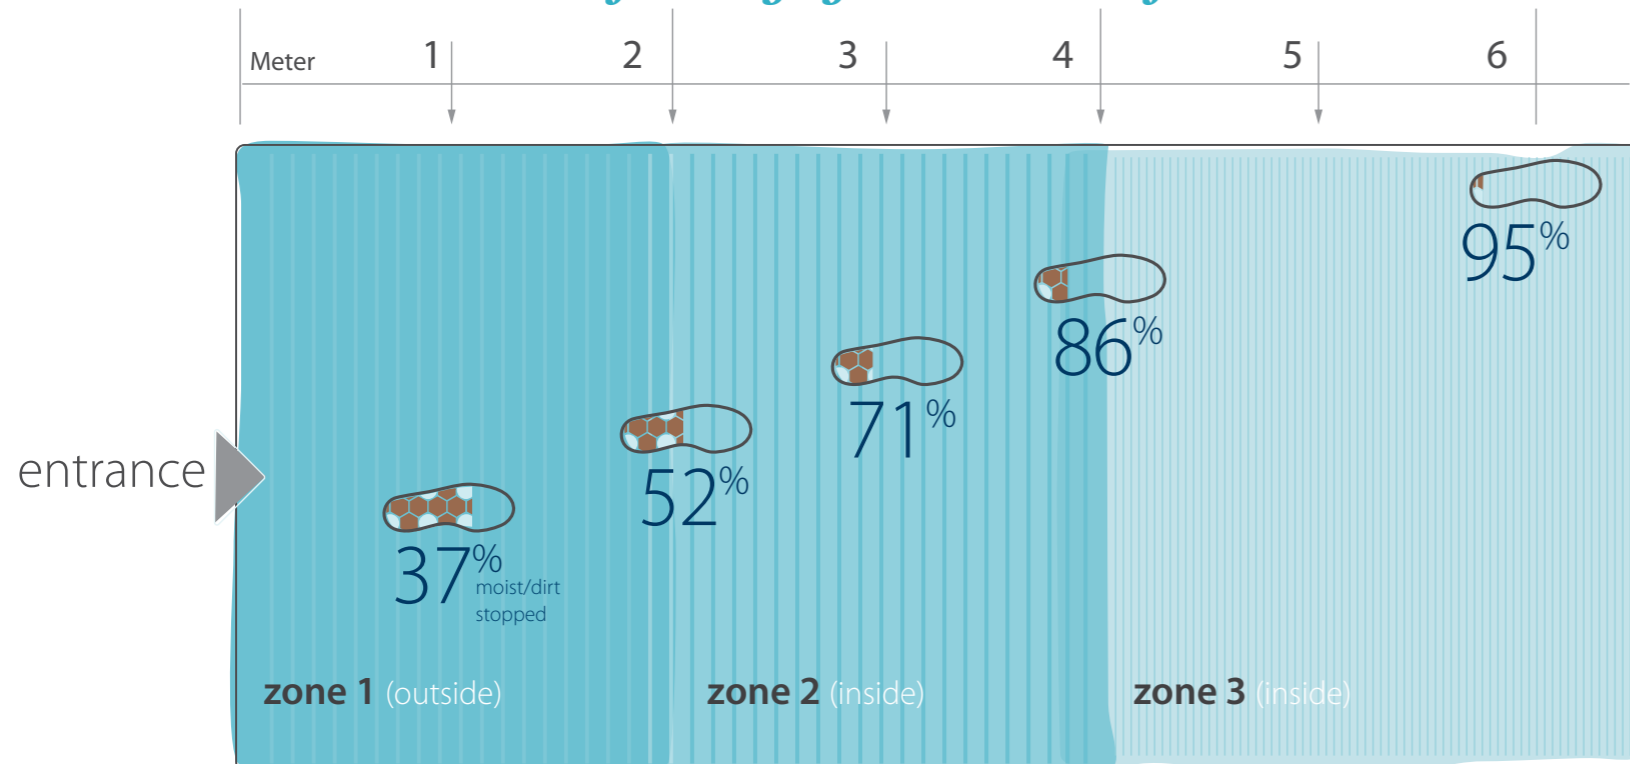 Meter 1 2 3 4 5 6
95%
86%
71%
52%
entrance
37%
moist/dirt
stopped
zone 1 (outside) zone 2 (inside) zone 3 (inside)